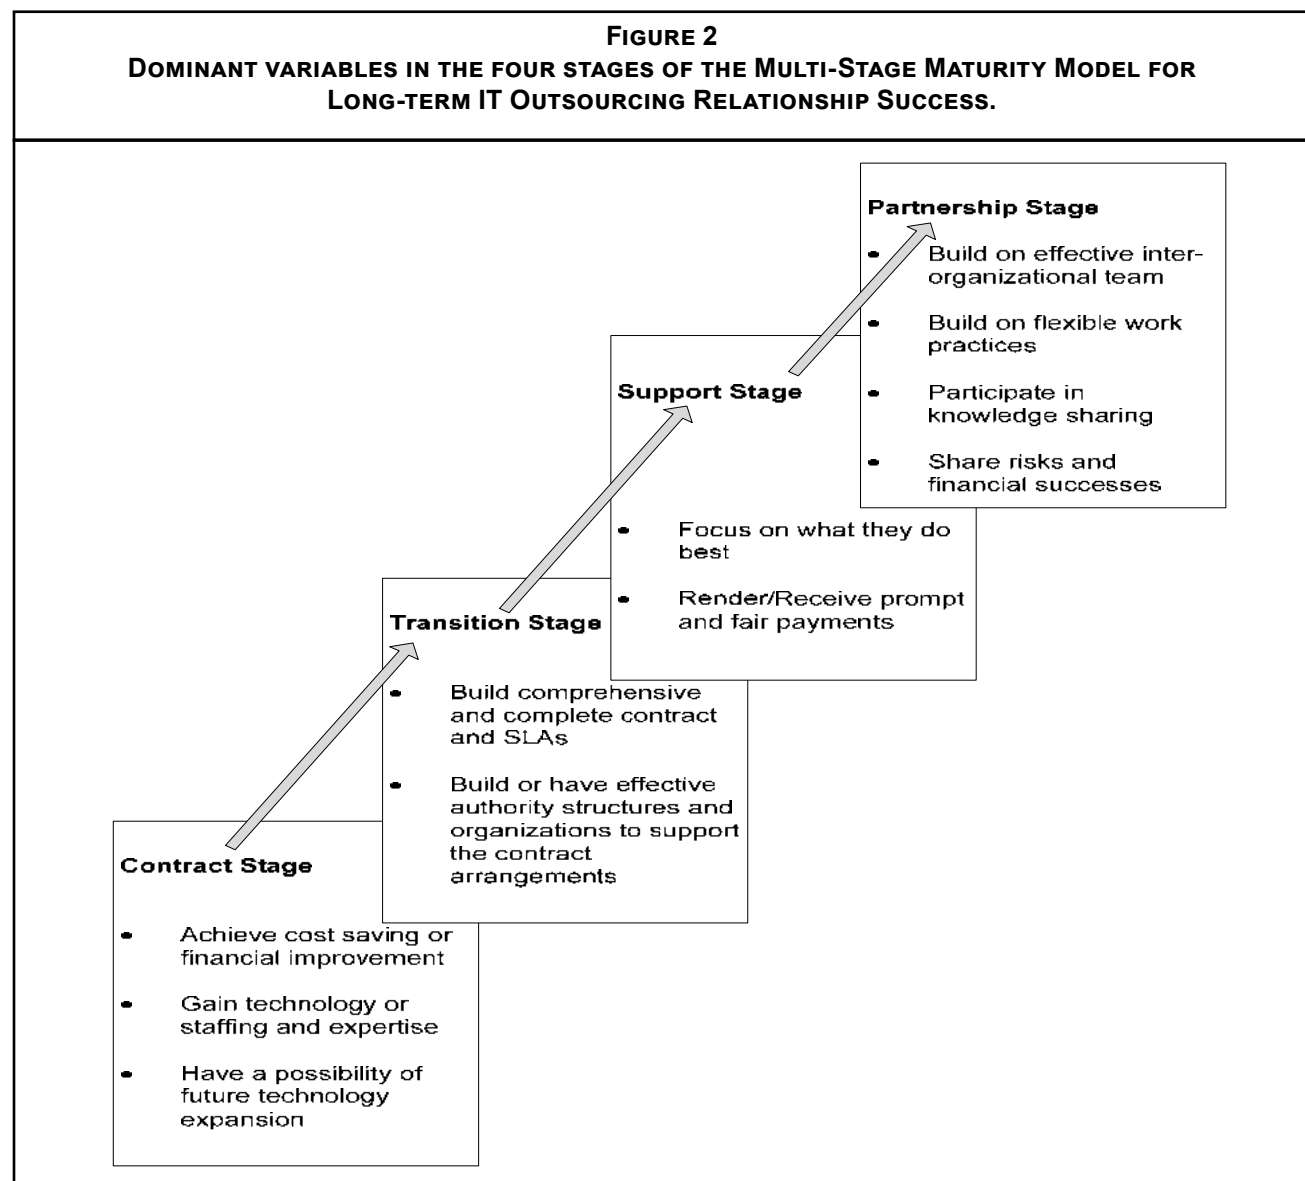 FIGURE 2
DOMINANT VARIABLES IN THE FOUR STAGES OF THE MULTI-STAGE MATURITY MODEL FOR
LONG-TERM IT OUTSOURCING RELATIONSHIP SUCCESS.
Partnership Stage
• Build on effective inter-
organizational team
• Build on flexible work
practices
• Participate in
knowledge sharing
• Share risks and
financial successes
Support Stage
• Focus on what they do
best
• Render/Receive prompt
and fair payments
Transition Stage
• Build comprehensive
and complete contract
and SLAs
• Build or have effective
authority structures and
organizations to support
the contract
arrangements
Contract Stage
• Achieve cost saving or
financial improvement
• Gain technology or
staffing and expertise
• Have a possibility of
future technology
expansion